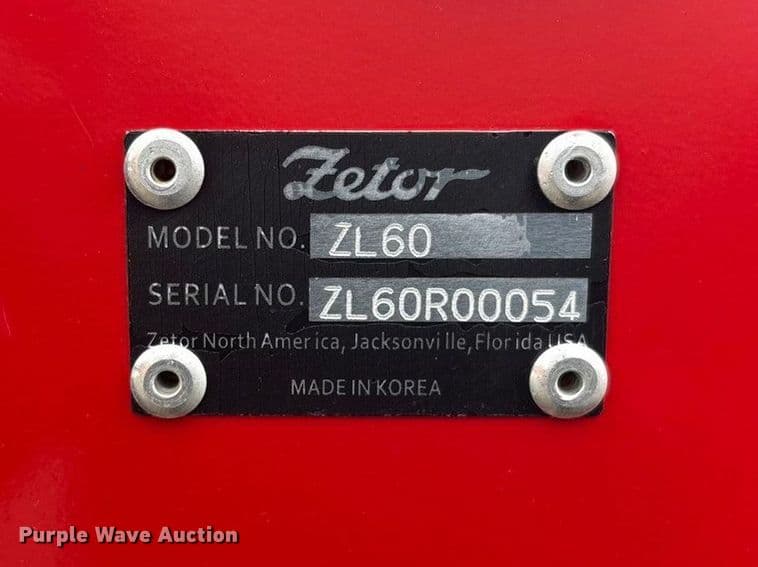 Zetor
MODEL NO. ZL60
SERIAL NO. ZL60R00054
Zetor North America, Jacksonville, Florida USA
MADE IN KOREA
Purple Wave Auction